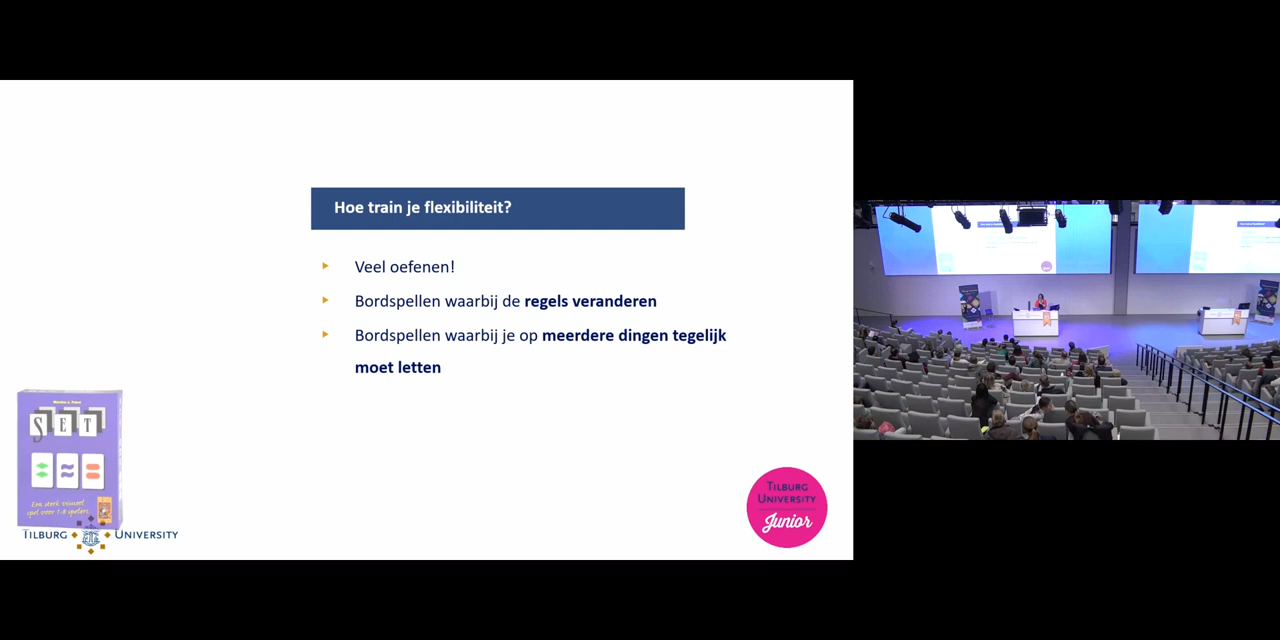 Hoe train je flexibiliteit?
Veel oefenen!
Bordspellen waarbij de regels veranderen
Bordspellen waarbij je op meerdere dingen tegelijk
moet letten
SET
Een sterk visueel
spel voor 1-8 spelers
TILBURG UNIVERSITY
TILBURG
UNIVERSITY
Junior